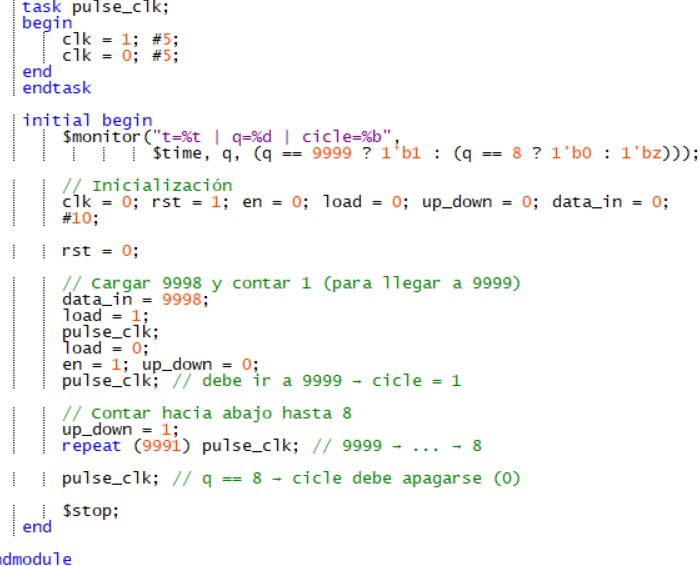 task pulse_clk;
begin
clk = 1; #5;
clk = 0; #5;
end
endtask
initial begin
$monitor("t=%t | q=%d | cicle=%b",
$time, q, (q == 9999 ? 1'b1 : (q == 8 ? 1'b0 : 1'bz)));
// Inicialización
clk = 0; rst = 1; en = 0; load = 0; up_down = 0; data_in = 0;
#10;
rst = 0;
// Cargar 9998 y contar 1 (para llegar a 9999)
data_in = 9998;
load = 1;
pulse_clk;
load = 0;
en = 1; up_down = 0;
pulse_clk; // debe ir a 9999 → cicle = 1
// Contar hacia abajo hasta 8
up_down = 1;
repeat (9991) pulse_clk; // 9999 → ... → 8
pulse_clk; // q == 8 → cicle debe apagarse (0)
$stop;
end
ndmodule